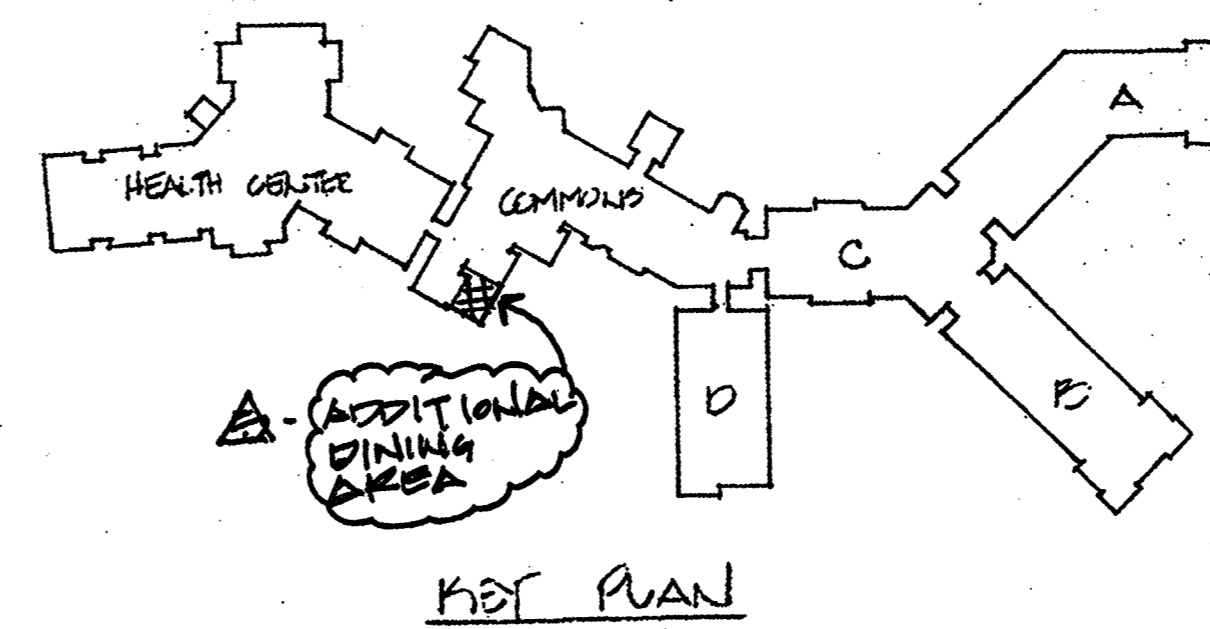 A
HEALTH CENTER
COMMONS
C
D
B
ADDITIONAL
DINING
AREA
KEY PLAN